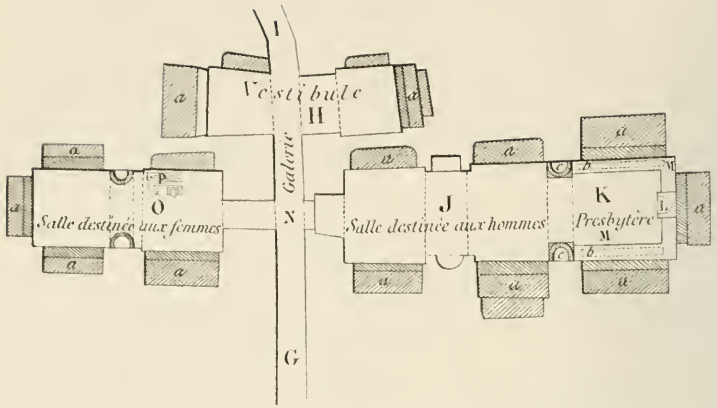 I
a
Vestibule
a
H
a
Galerie
a
a
a
c
b
M
a
P
O
J
K
L
a
Salle destinée aux femmes
N
Salle destinée aux hommes
Presbytère
M
c
b
a
a
a
a
a
G